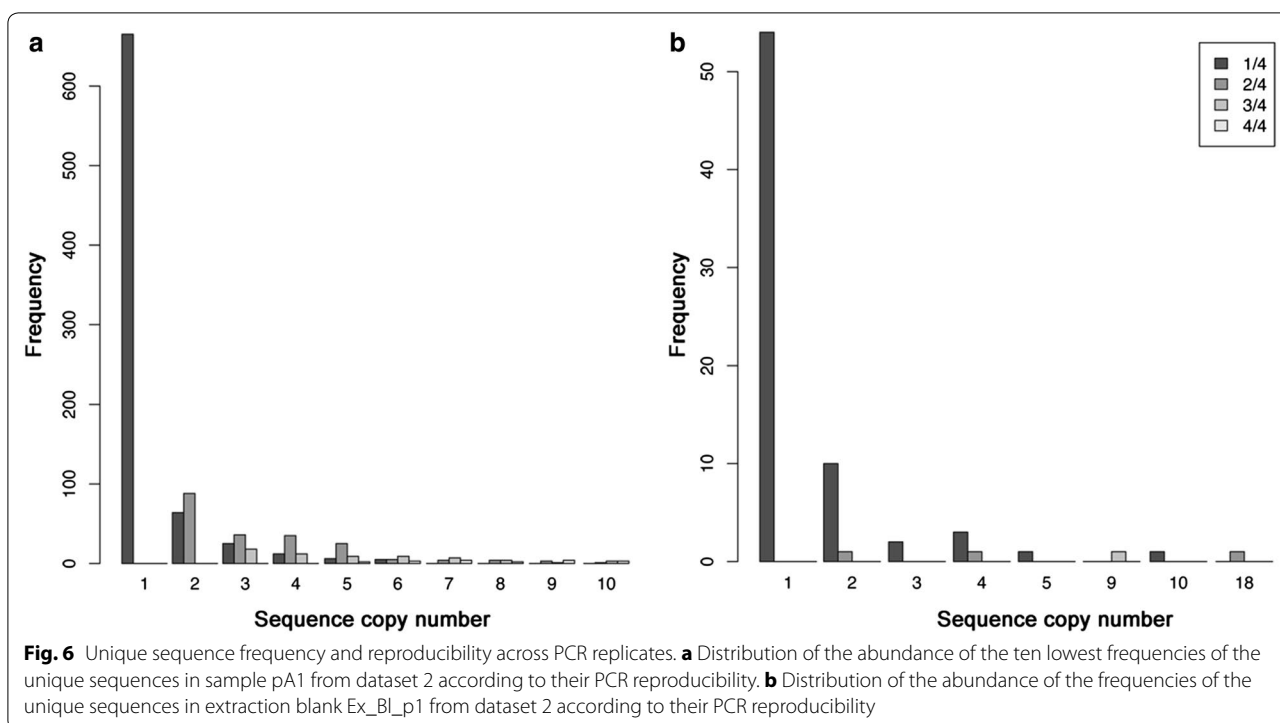 a
Frequency
0
100
200
300
400
500
600
1 2 3 4 5 6 7 8 9 10
Sequence copy number
b
Frequency
0
10
20
30
40
50
1 2 3 4 5 9 10 18
Sequence copy number
1/4
2/4
3/4
4/4
Fig. 6 Unique sequence frequency and reproducibility across PCR replicates. a Distribution of the abundance of the ten lowest frequencies of the
unique sequences in sample pA1 from dataset 2 according to their PCR reproducibility. b Distribution of the abundance of the frequencies of the
unique sequences in extraction blank Ex_Bl_p1 from dataset 2 according to their PCR reproducibility